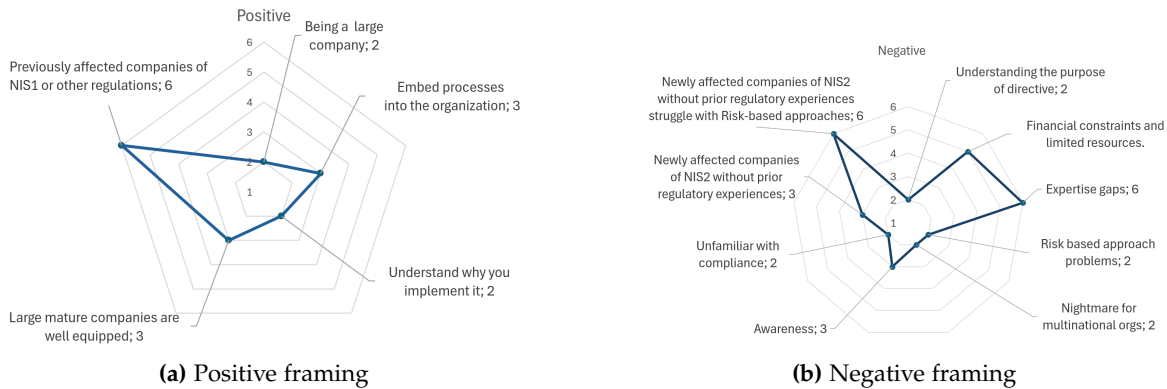 Positive
Being a large
company; 2
6
5
4
3
2
1
Previously affected companies of
NIS1 or other regulations; 6
Embed processes
into the organization; 3
Understand why you
implement it; 2
Large mature companies are
well equipped; 3
(a) Positive framing
Negative
Newly affected companies of NIS2
without prior regulatory experiences
struggle with Risk-based approaches; 6
Understanding the purpose
of directive; 2
6
5
4
3
2
1
Financial constraints and
limited resources.
Newly affected companies
of NIS2 without prior
regulatory experiences; 3
Expertise gaps; 6
Unfamiliar with
compliance; 2
Risk based approach
problems; 2
Awareness; 3
Nightmare for
multinational orgs; 2
(b) Negative framing